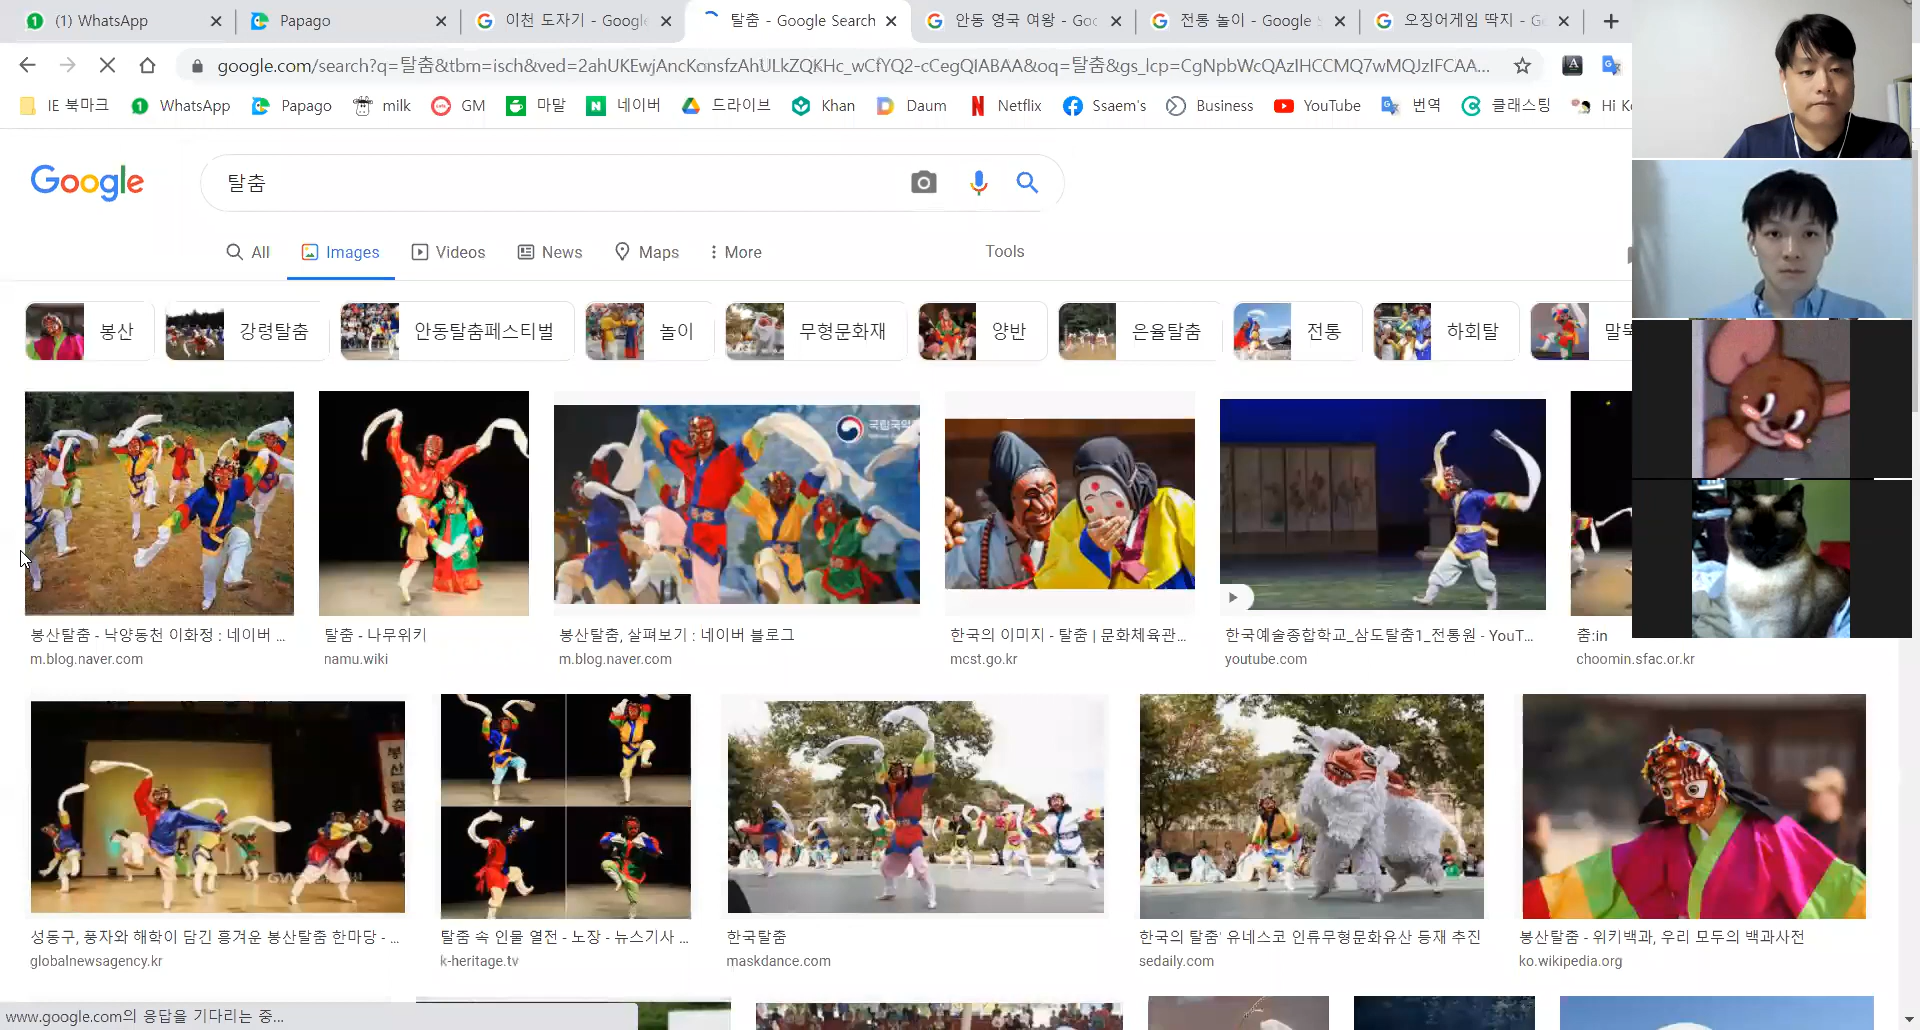 (1) WhatsApp
Papago
이천 도자기 - Google
탈춤 - Google Search
안동 영국 여왕 - Goo
전통 놀이 - Google S
오징어게임 딱지 - G
google.com/search?q=탈춤&tbm=isch&ved=2ahUKEwjAncKonsfzAhULkZQKHc_wCfYQ2-cCegQIABAA&oq=탈춤&gs_lcp=CgNpbWcQAzIHCCMQ7wMQJzIFCAA...
IE 북마크
WhatsApp
Papago
milk
GM
마말
네이버
드라이브
Khan
Daum
Netflix
Ssaem's
Business
YouTube
번역
클래스팅
Hi K
Google
탈춤
All
Images
Videos
News
Maps
More
Tools
봉산
강령탈춤
안동탈춤페스티벌
놀이
무형문화재
양반
은율탈춤
전통
하회탈
말뚝
국립국악
봉산탈춤 - 낙양동천 이화정 : 네이버 ...
m.blog.naver.com
탈춤 - 나무위키
namu.wiki
봉산탈춤, 살펴보기 : 네이버 블로그
m.blog.naver.com
한국의 이미지 - 탈춤 | 문화체육관...
mcst.go.kr
한국예술종합학교_삼도탈춤1_전통원 - YouT...
youtube.com
춤:in
choomin.sfac.or.kr
봉산탈춤
성동구, 풍자와 해학이 담긴 흥겨운 봉산탈춤 한마당 - ...
globalnewsagency.kr
탈춤 속 인물 열전 - 노장 - 뉴스기사 ...
k-heritage.tv
한국탈춤
maskdance.com
한국의 탈춤' 유네스코 인류무형문화유산 등재 추진
sedaily.com
봉산탈춤 - 위키백과, 우리 모두의 백과사전
ko.wikipedia.org
www.google.com의 응답을 기다리는 중...